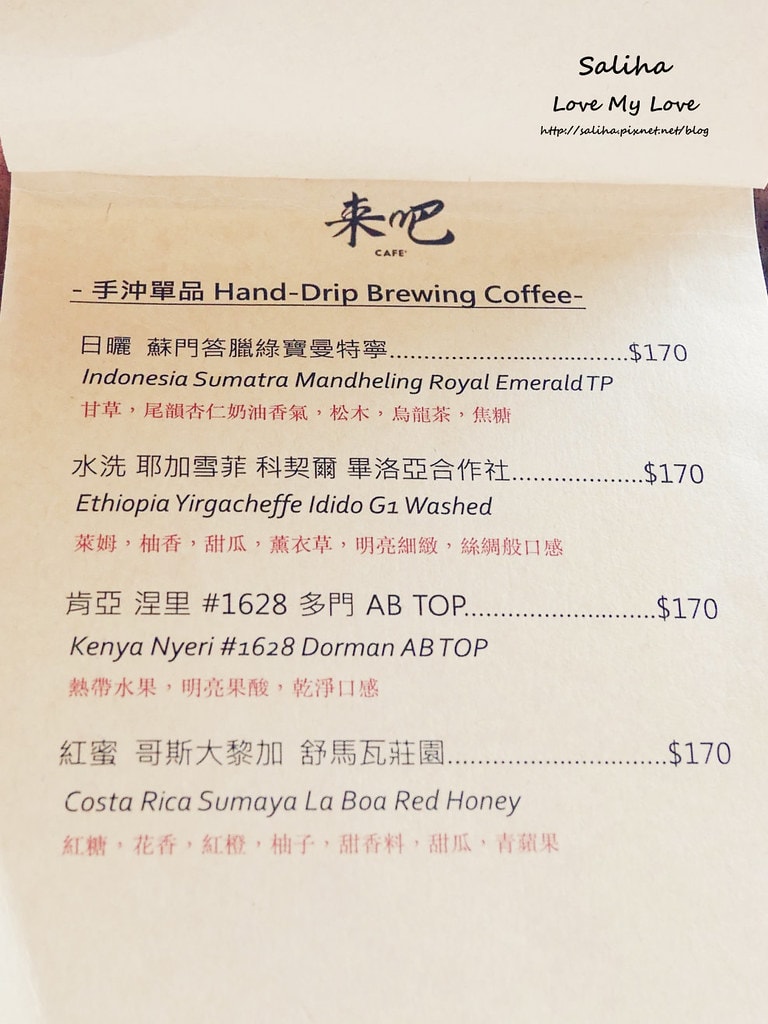 Saliha
Love My Love
http://saliha.pixnet.net/blog
来吧
CAFE'
- 手沖單品 Hand-Drip Brewing Coffee-
日曬 蘇門答臘綠寶曼特寧..................................$170
Indonesia Sumatra Mandheling Royal Emerald TP
甘草，尾韻杏仁奶油香氣，松木，烏龍茶，焦糖
水洗 耶加雪菲 科契爾 畢洛亞合作社...................$170
Ethiopia Yirgacheffe Idido G1 Washed
萊姆，柚香，甜瓜，薰衣草，明亮細緻，絲綢般口感
肯亞 涅里 #1628 多門 AB TOP...........................$170
Kenya Nyeri #1628 Dorman AB TOP
熱帶水果，明亮果酸，乾淨口感
紅蜜 哥斯大黎加 舒馬瓦莊園..............................$170
Costa Rica Sumaya La Boa Red Honey
紅糖，花香，紅橙，柚子，甜香料，甜瓜，青蘋果